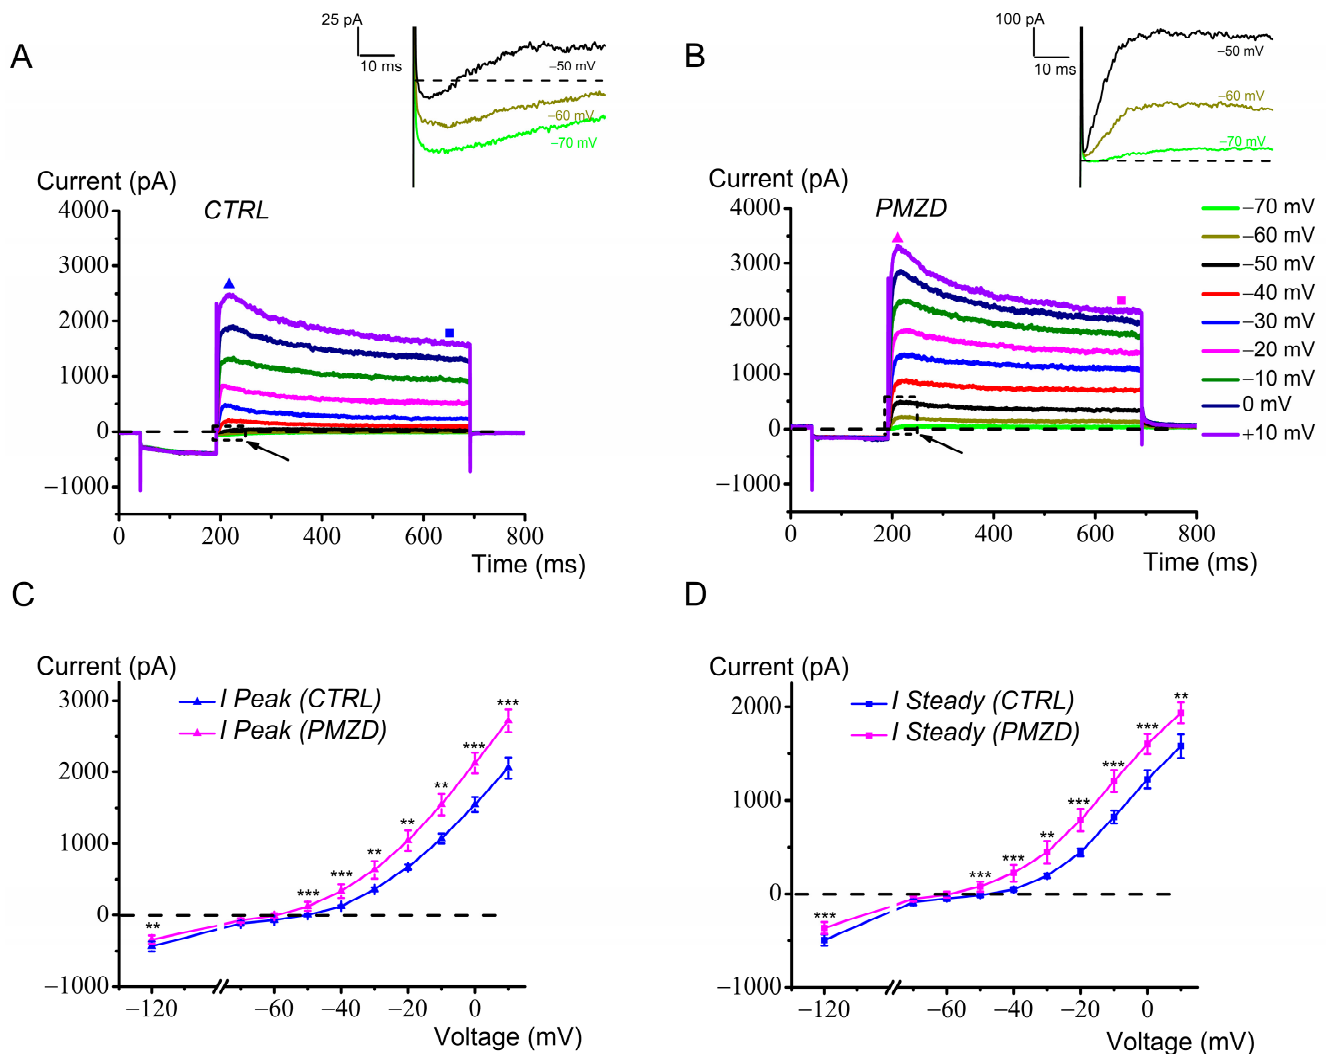 A
25 pA
10 ms
−50 mV
−60 mV
−70 mV
Current (pA)
CTRL
4000
3000
2000
1000
0
−1000
0 200 400 600 800
Time (ms)
B
100 pA
10 ms
−50 mV
−60 mV
−70 mV
Current (pA)
PMZD
4000
3000
2000
1000
0
−1000
0 200 400 600 800
Time (ms)
−70 mV
−60 mV
−50 mV
−40 mV
−30 mV
−20 mV
−10 mV
0 mV
+10 mV
C
Current (pA)
I Peak (CTRL)
I Peak (PMZD)
3000
2000
1000
0
−1000
** *** *** ** ** ** *** ***
−120 −60 −40 −20 0
Voltage (mV)
D
Current (pA)
I Steady (CTRL)
I Steady (PMZD)
2000
1000
0
−1000
*** *** *** ** *** *** *** **
−120 −60 −40 −20 0
Voltage (mV)